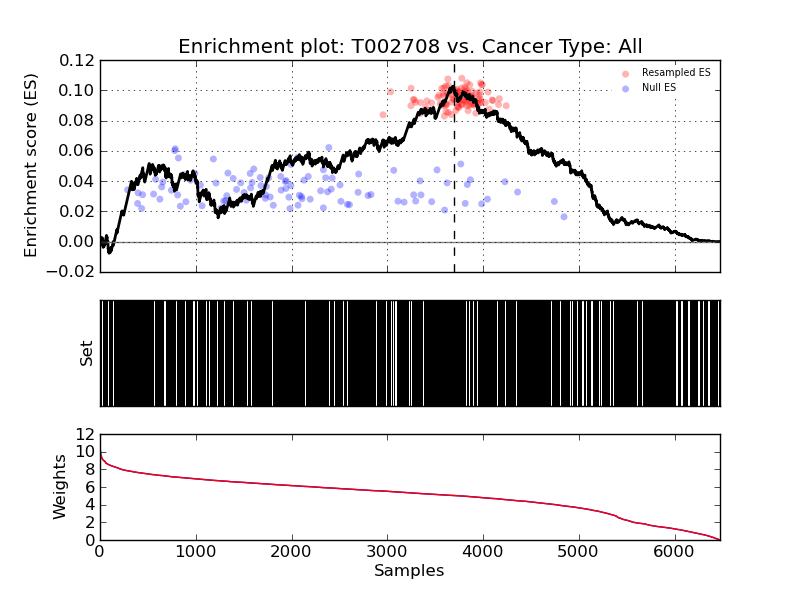 Enrichment plot: T002708 vs. Cancer Type: All
Enrichment score (ES)
0.12
0.10
0.08
0.06
0.04
0.02
0.00
−0.02
Resampled ES
Null ES
Set
Weights
12
10
8
6
4
2
0
0 1000 2000 3000 4000 5000 6000
Samples